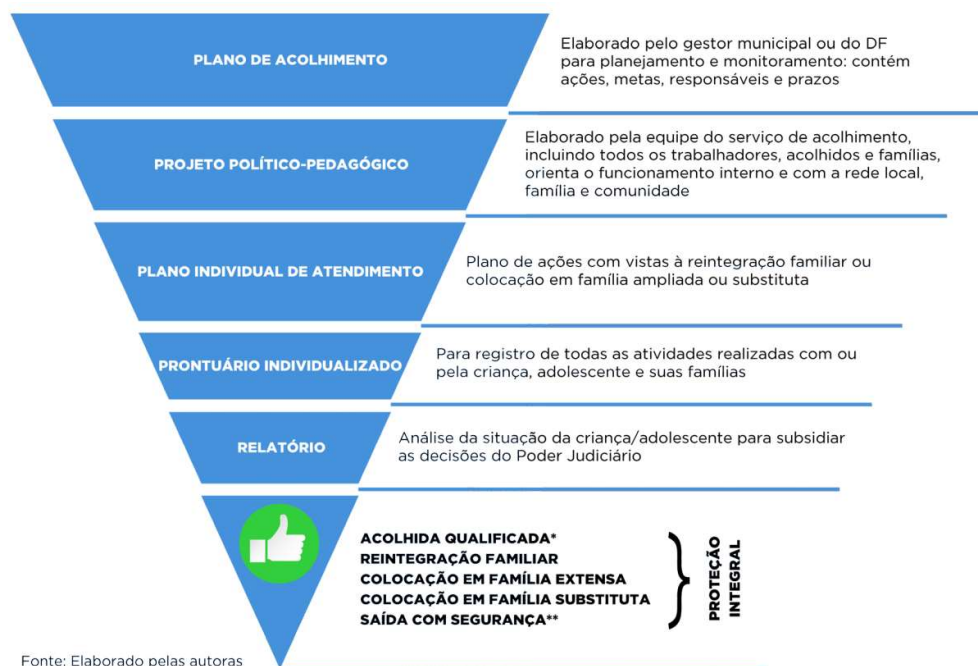 PLANO DE ACOLHIMENTO
Elaborado pelo gestor municipal ou do DF
para planejamento e monitoramento: contém
ações, metas, responsáveis e prazos
PROJETO POLÍTICO-PEDAGÓGICO
Elaborado pela equipe do serviço de acolhimento,
incluindo todos os trabalhadores, acolhidos e famílias,
orienta o funcionamento interno e com a rede local,
família e comunidade
PLANO INDIVIDUAL DE ATENDIMENTO
Plano de ações com vistas à reintegração familiar ou
colocação em família ampliada ou substituta
PRONTUÁRIO INDIVIDUALIZADO
Para registro de todas as atividades realizadas com ou
pela criança, adolescente e suas famílias
RELATÓRIO
Análise da situação da criança/adolescente para subsidiar
as decisões do Poder Judiciário
ACOLHIDA QUALIFICADA*
REINTEGRAÇÃO FAMILIAR
COLOCAÇÃO EM FAMÍLIA EXTENSA
COLOCAÇÃO EM FAMÍLIA SUBSTITUTA
SAÍDA COM SEGURANÇA**
PROTEÇÃO
INTEGRAL
Fonte: Elaborado pelas autoras